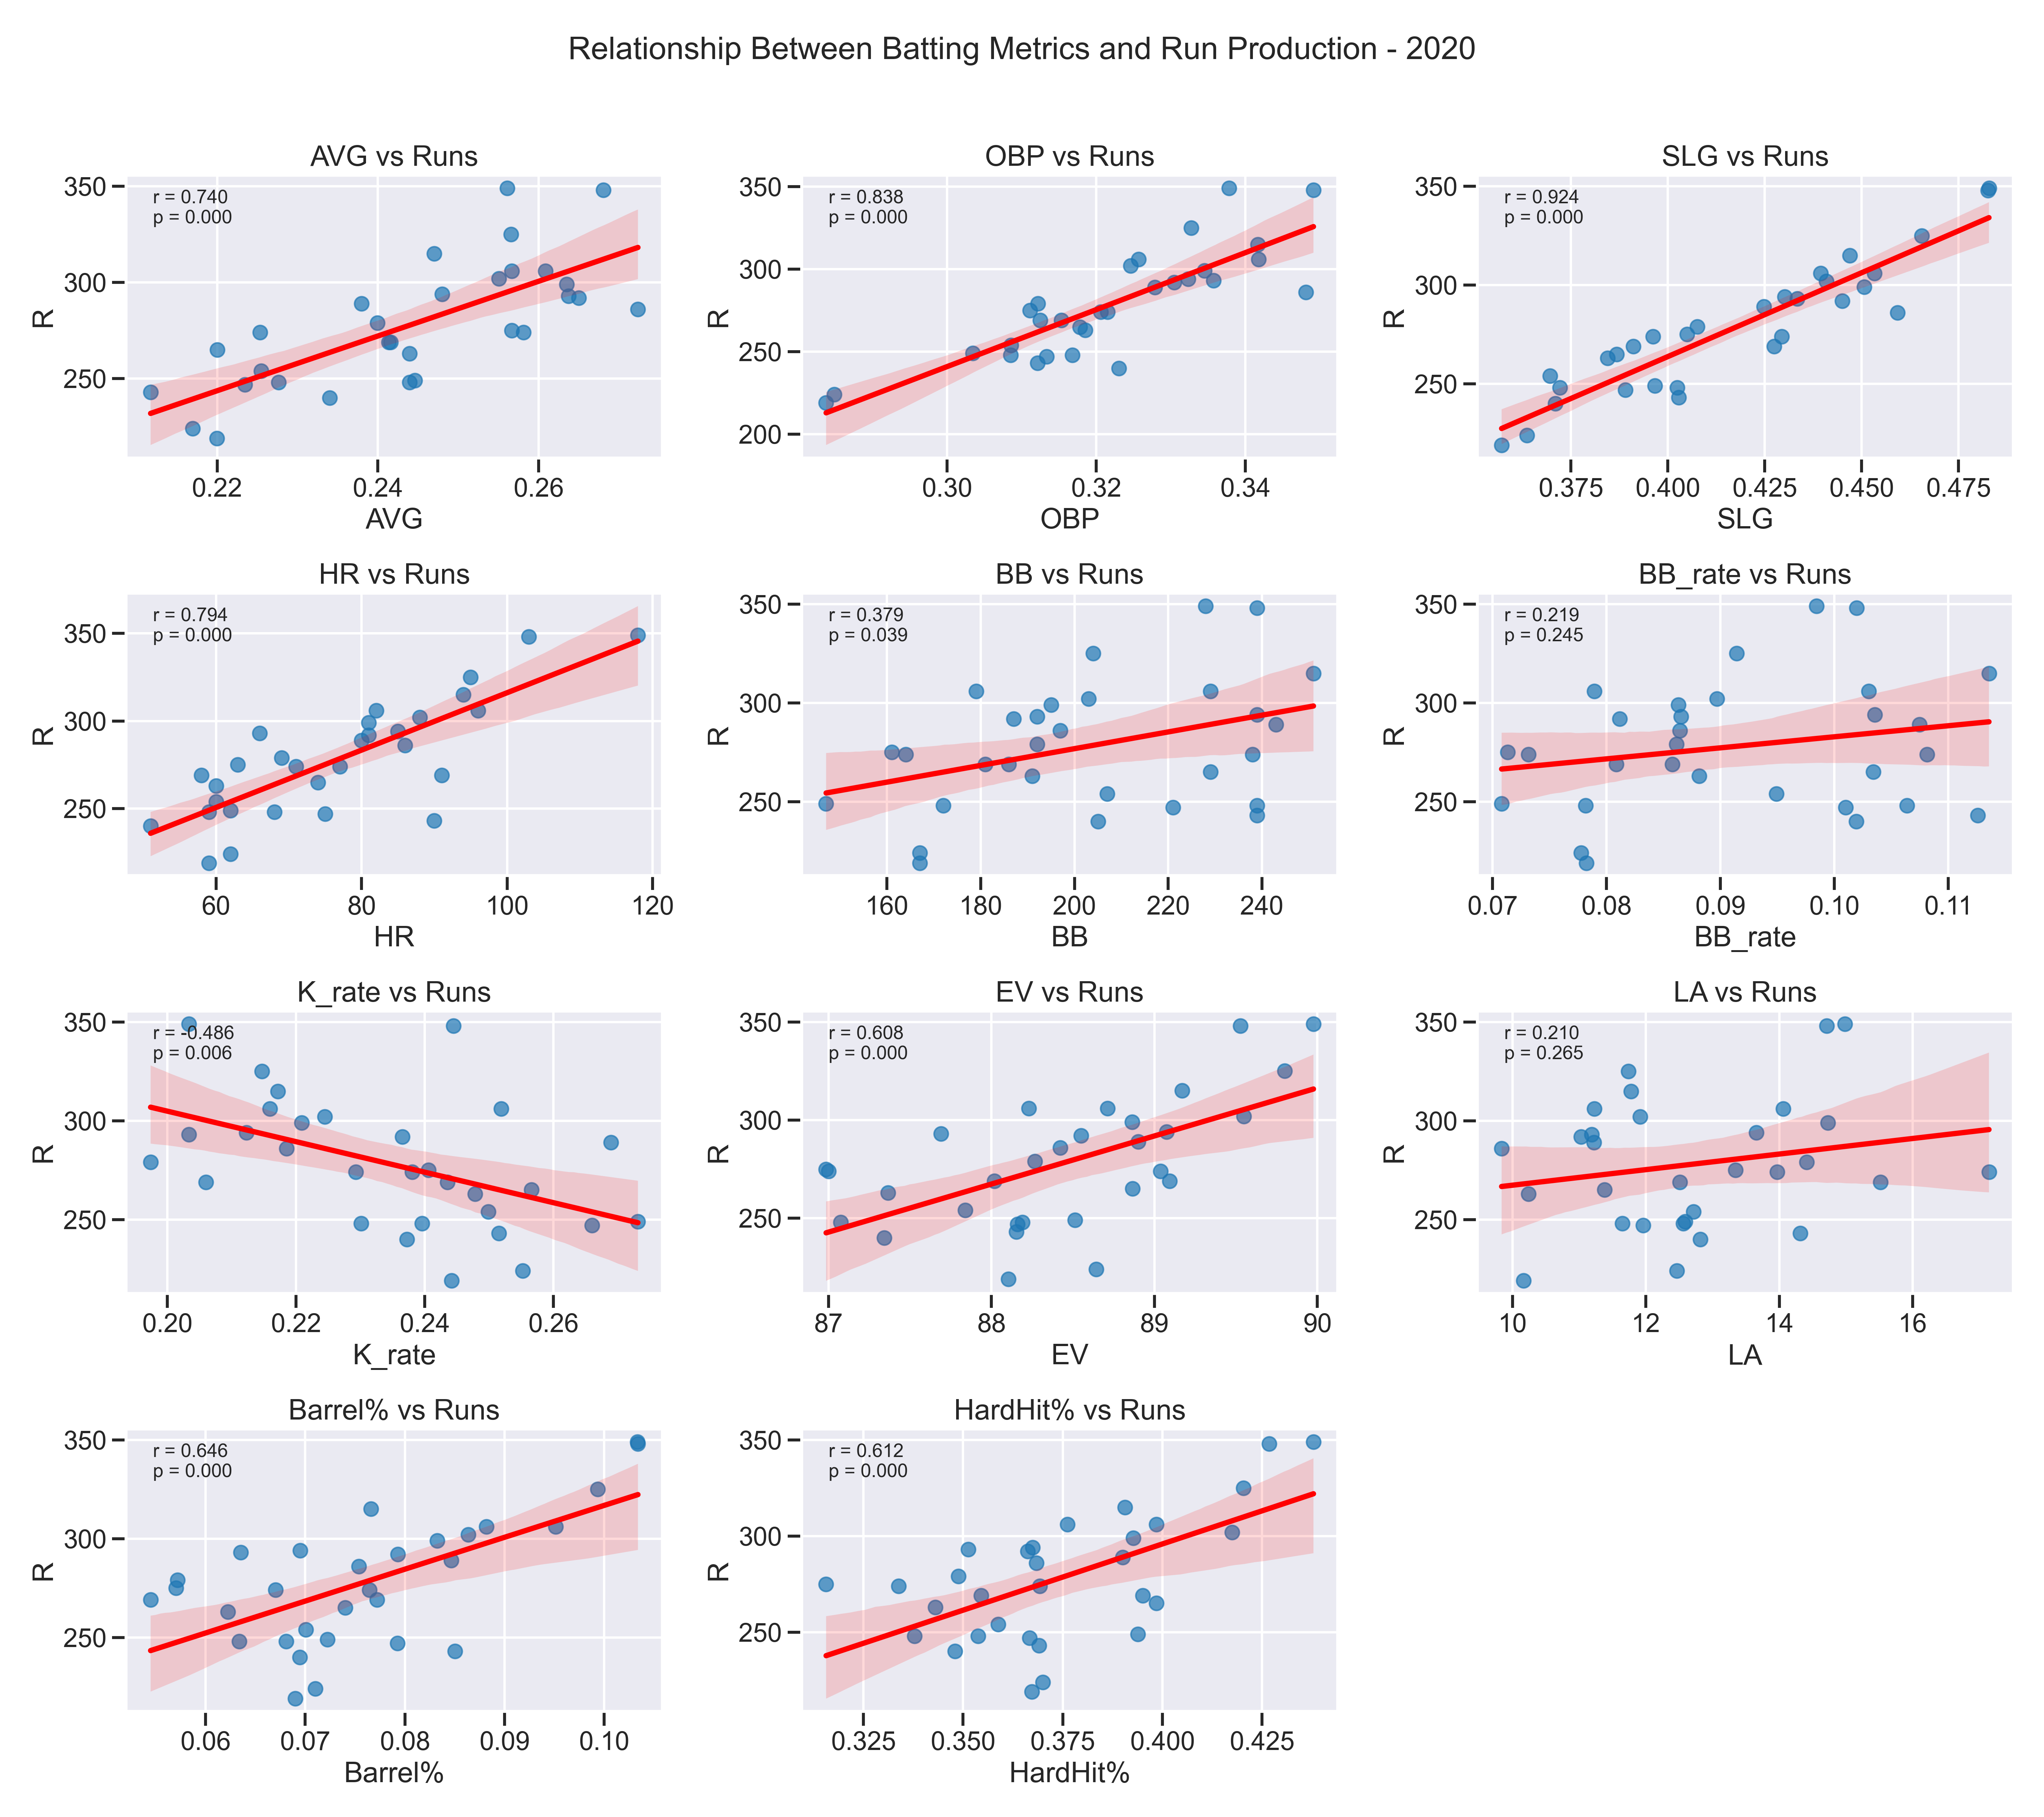 Relationship Between Batting Metrics and Run Production - 2020
AVG vs Runs
r = 0.740
p = 0.000
350
300
250
R
0.22 0.24 0.26
AVG
OBP vs Runs
r = 0.838
p = 0.000
350
300
250
200
R
0.30 0.32 0.34
OBP
SLG vs Runs
r = 0.924
p = 0.000
350
300
250
R
0.375 0.400 0.425 0.450 0.475
SLG
HR vs Runs
r = 0.794
p = 0.000
350
300
250
R
60 80 100 120
HR
BB vs Runs
r = 0.379
p = 0.039
350
300
250
R
160 180 200 220 240
BB
BB_rate vs Runs
r = 0.219
p = 0.245
350
300
250
R
0.07 0.08 0.09 0.10 0.11
BB_rate
K_rate vs Runs
r = -0.486
p = 0.006
350
300
250
R
0.20 0.22 0.24 0.26
K_rate
EV vs Runs
r = 0.608
p = 0.000
350
300
250
R
87 88 89 90
EV
LA vs Runs
r = 0.210
p = 0.265
350
300
250
R
10 12 14 16
LA
Barrel% vs Runs
r = 0.646
p = 0.000
350
300
250
R
0.06 0.07 0.08 0.09 0.10
Barrel%
HardHit% vs Runs
r = 0.612
p = 0.000
350
300
250
R
0.325 0.350 0.375 0.400 0.425
HardHit%